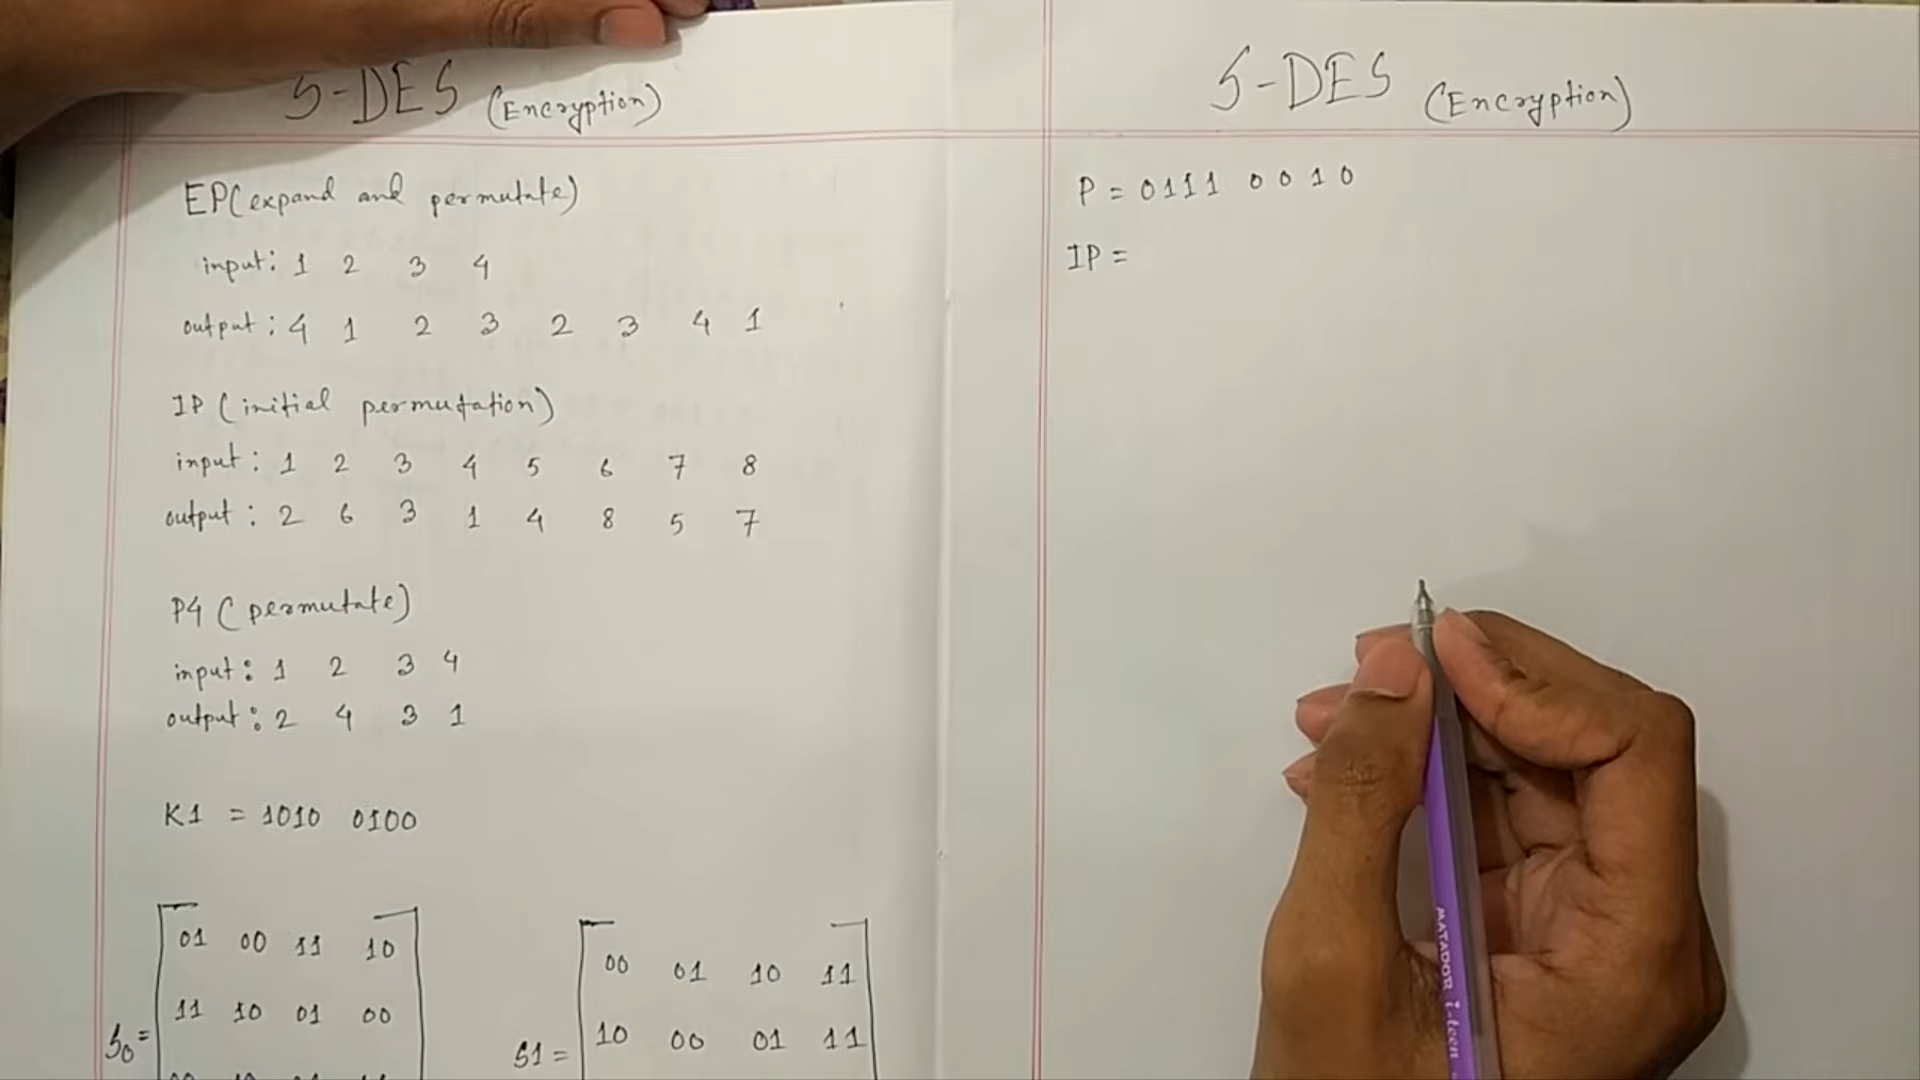 S-DES (Encryption)
EP(expand and permutate)
input: 1 2 3 4
output: 4 1 2 3 2 3 4 1
IP (initial permutation)
input: 1 2 3 4 5 6 7 8
output: 2 6 3 1 4 8 5 7
P4 (permutate)
input: 1 2 3 4
output: 2 4 3 1
K1 = 1010 0100
01 00 11 10
11 10 01 00
S0 =
00 01 10 11
10 00 01 11
S1 =
S-DES (Encryption)
P = 0111 0010
IP =
MATADOR i-teen